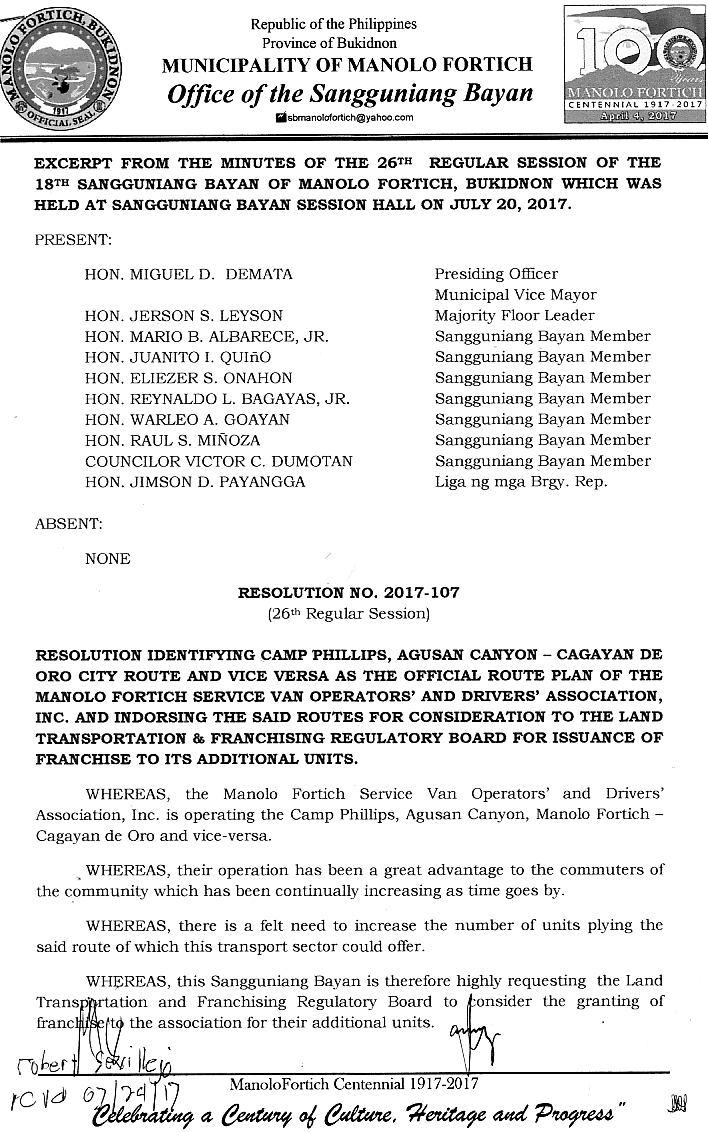 MANOLO FORTICH, BUKIDNON
1917
OFFICIAL SEAL
Republic of the Philippines
Province of Bukidnon
MUNICIPALITY OF MANOLO FORTICH
Office of the Sangguniang Bayan
sbmanolofortich@yahoo.com
100
Years
MANOLO FORTICH
CENTENNIAL 1917-2017
April 4, 2017
EXCERPT FROM THE MINUTES OF THE 26TH REGULAR SESSION OF THE
18TH SANGGUNIANG BAYAN OF MANOLO FORTICH, BUKIDNON WHICH WAS
HELD AT SANGGUNIANG BAYAN SESSION HALL ON JULY 20, 2017.
PRESENT:
HON. MIGUEL D. DEMATA Presiding Officer
Municipal Vice Mayor
HON. JERSON S. LEYSON Majority Floor Leader
HON. MARIO B. ALBARECE, JR. Sangguniang Bayan Member
HON. JUANITO I. QUIñO Sangguniang Bayan Member
HON. ELIEZER S. ONAHON Sangguniang Bayan Member
HON. REYNALDO L. BAGAYAS, JR. Sangguniang Bayan Member
HON. WARLEO A. GOAYAN Sangguniang Bayan Member
HON. RAUL S. MIÑOZA Sangguniang Bayan Member
COUNCILOR VICTOR C. DUMOTAN Sangguniang Bayan Member
HON. JIMSON D. PAYANGGA Liga ng mga Brgy. Rep.
ABSENT:
NONE
RESOLUTION NO. 2017-107
(26th Regular Session)
RESOLUTION IDENTIFYING CAMP PHILLIPS, AGUSAN CANYON – CAGAYAN DE
ORO CITY ROUTE AND VICE VERSA AS THE OFFICIAL ROUTE PLAN OF THE
MANOLO FORTICH SERVICE VAN OPERATORS' AND DRIVERS' ASSOCIATION,
INC. AND INDORSING THE SAID ROUTES FOR CONSIDERATION TO THE LAND
TRANSPORTATION & FRANCHISING REGULATORY BOARD FOR ISSUANCE OF
FRANCHISE TO ITS ADDITIONAL UNITS.
WHEREAS, the Manolo Fortich Service Van Operators' and Drivers'
Association, Inc. is operating the Camp Phillips, Agusan Canyon, Manolo Fortich –
Cagayan de Oro and vice-versa.
WHEREAS, their operation has been a great advantage to the commuters of
the community which has been continually increasing as time goes by.
WHEREAS, there is a felt need to increase the number of units plying the
said route of which this transport sector could offer.
WHEREAS, this Sangguniang Bayan is therefore highly requesting the Land
Transportation and Franchising Regulatory Board to consider the granting of
franchise to the association for their additional units.
robert
rcvd 07/24/17
ManoloFortich Centennial 1917-2017
"Celebrating a Century of Culture, Heritage and Progress"